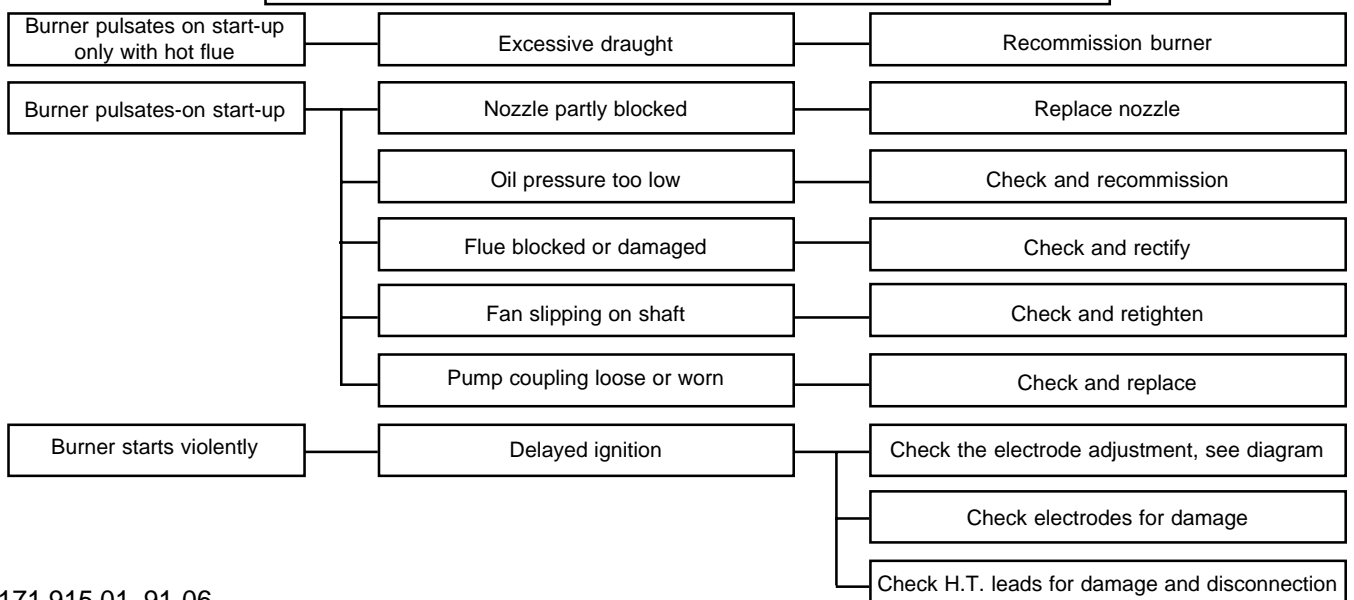 Burner pulsates on start-up
only with hot flue
Excessive draught
Recommission burner
Burner pulsates-on start-up
Nozzle partly blocked
Replace nozzle
Oil pressure too low
Check and recommission
Flue blocked or damaged
Check and rectify
Fan slipping on shaft
Check and retighten
Pump coupling loose or worn
Check and replace
Burner starts violently
Delayed ignition
Check the electrode adjustment, see diagram
Check electrodes for damage
Check H.T. leads for damage and disconnection
171 915 01 91-06